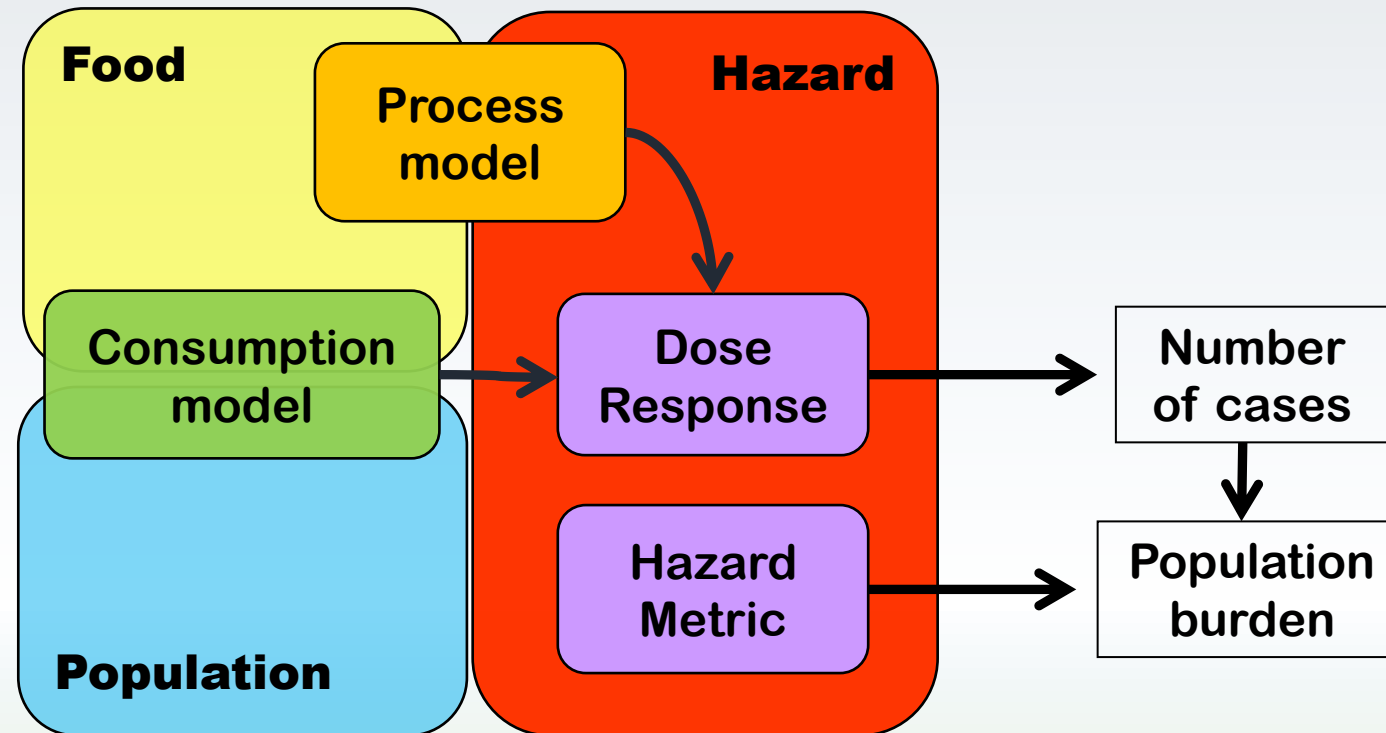 Food
Process
model
Hazard
Consumption
model
Dose
Response
Number
of cases
Hazard
Metric
Population
burden
Population